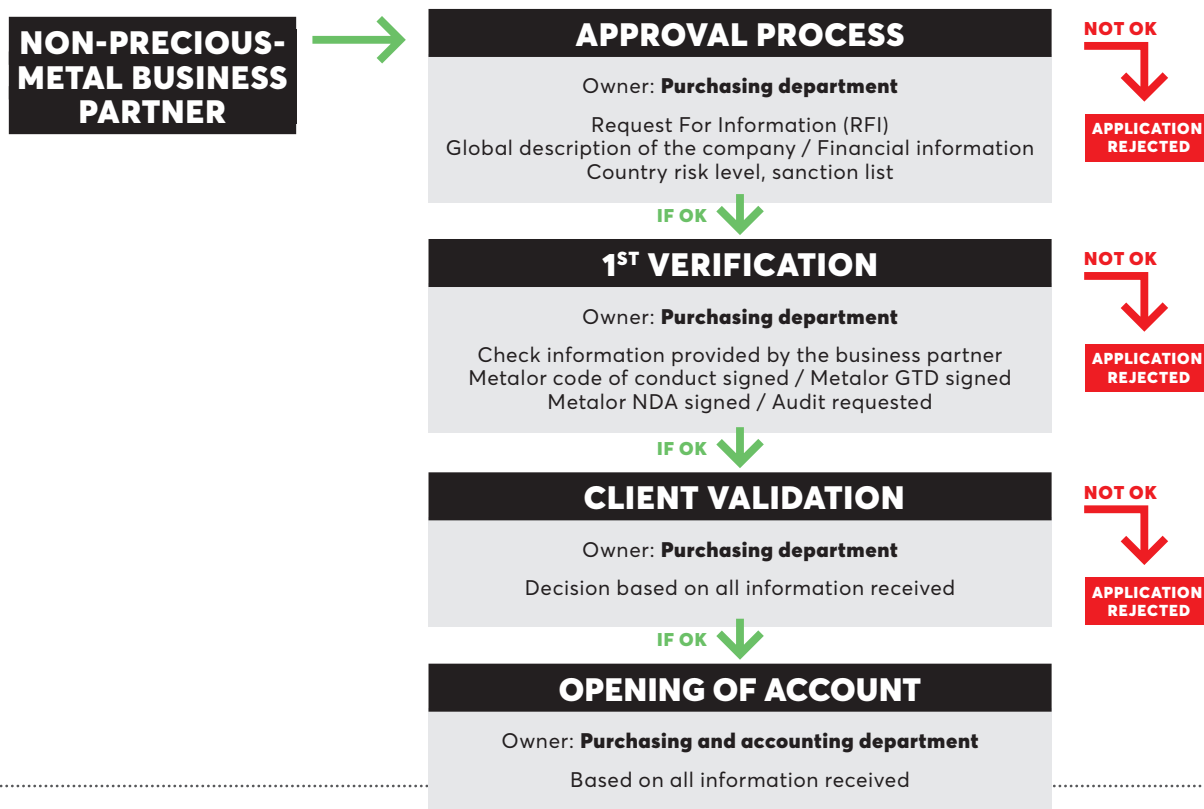 NON-PRECIOUS-
METAL BUSINESS
PARTNER
APPROVAL PROCESS
Owner: Purchasing department
Request For Information (RFI)
Global description of the company / Financial information
Country risk level, sanction list
NOT OK
APPLICATION
REJECTED
IF OK
1ST VERIFICATION
Owner: Purchasing department
Check information provided by the business partner
Metalor code of conduct signed / Metalor GTD signed
Metalor NDA signed / Audit requested
NOT OK
APPLICATION
REJECTED
IF OK
CLIENT VALIDATION
Owner: Purchasing department
Decision based on all information received
NOT OK
APPLICATION
REJECTED
IF OK
OPENING OF ACCOUNT
Owner: Purchasing and accounting department
Based on all information received